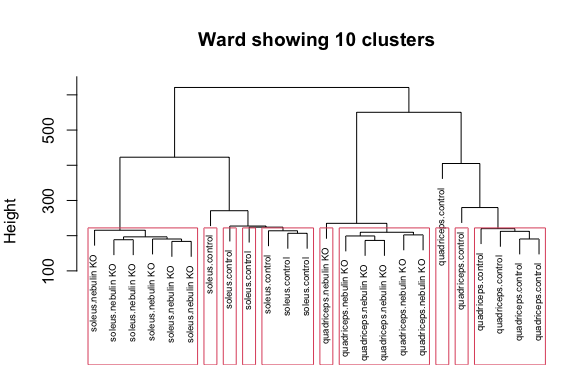 Ward showing 10 clusters
Height
500
300
100
soleus.nebulin KO
soleus.nebulin KO
soleus.nebulin KO
soleus.nebulin KO
soleus.nebulin KO
soleus.nebulin KO
soleus.control
soleus.control
soleus.control
soleus.control
soleus.control
soleus.control
quadriceps.nebulin KO
quadriceps.nebulin KO
quadriceps.nebulin KO
quadriceps.nebulin KO
quadriceps.nebulin KO
quadriceps.nebulin KO
quadriceps.control
quadriceps.control
quadriceps.control
quadriceps.control
quadriceps.control
quadriceps.control